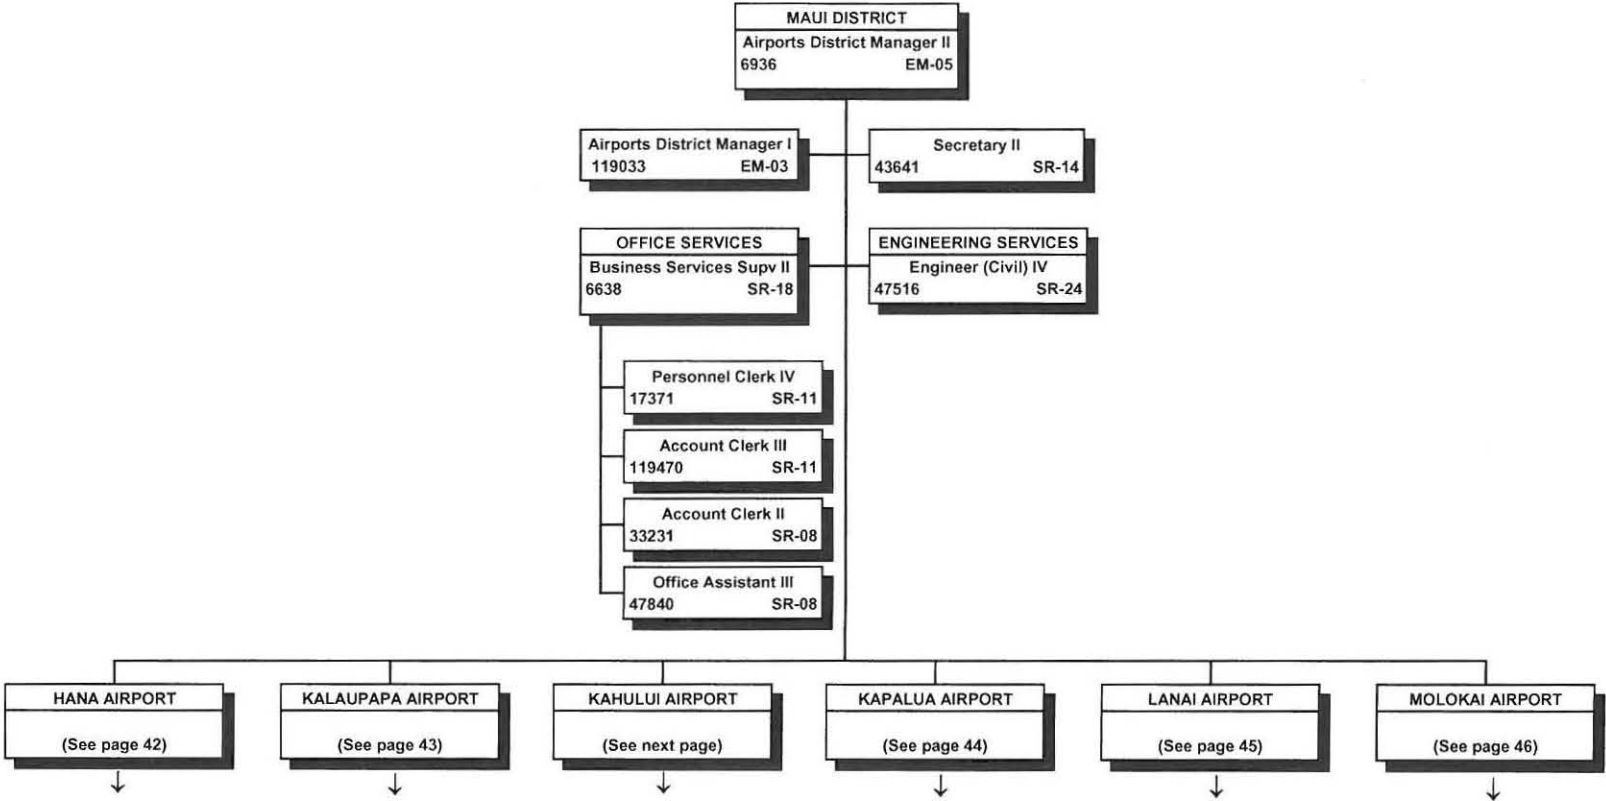 MAUI DISTRICT
Airports District Manager II
6936 EM-05
Airports District Manager I
119033 EM-03
Secretary II
43641 SR-14
OFFICE SERVICES
Business Services Supv II
6638 SR-18
ENGINEERING SERVICES
Engineer (Civil) IV
47516 SR-24
Personnel Clerk IV
17371 SR-11
Account Clerk III
119470 SR-11
Account Clerk II
33231 SR-08
Office Assistant III
47840 SR-08
HANA AIRPORT
(See page 42)
KALAUPAPA AIRPORT
(See page 43)
KAHULUI AIRPORT
(See next page)
KAPALUA AIRPORT
(See page 44)
LANAI AIRPORT
(See page 45)
MOLOKAI AIRPORT
(See page 46)